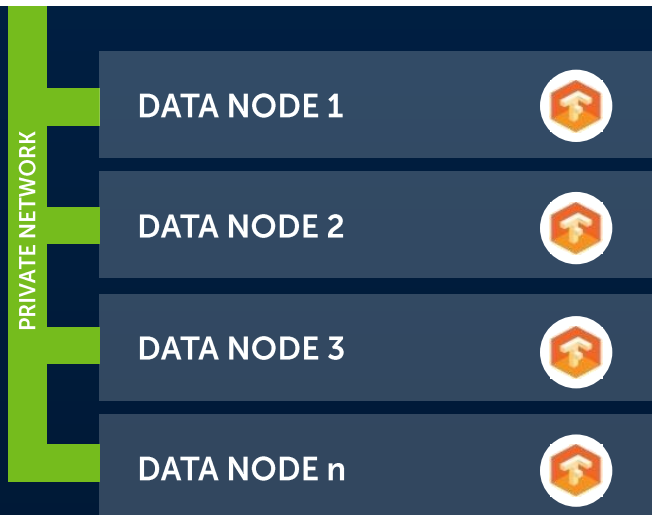 PRIVATE NETWORK
DATA NODE 1
DATA NODE 2
DATA NODE 3
DATA NODE n